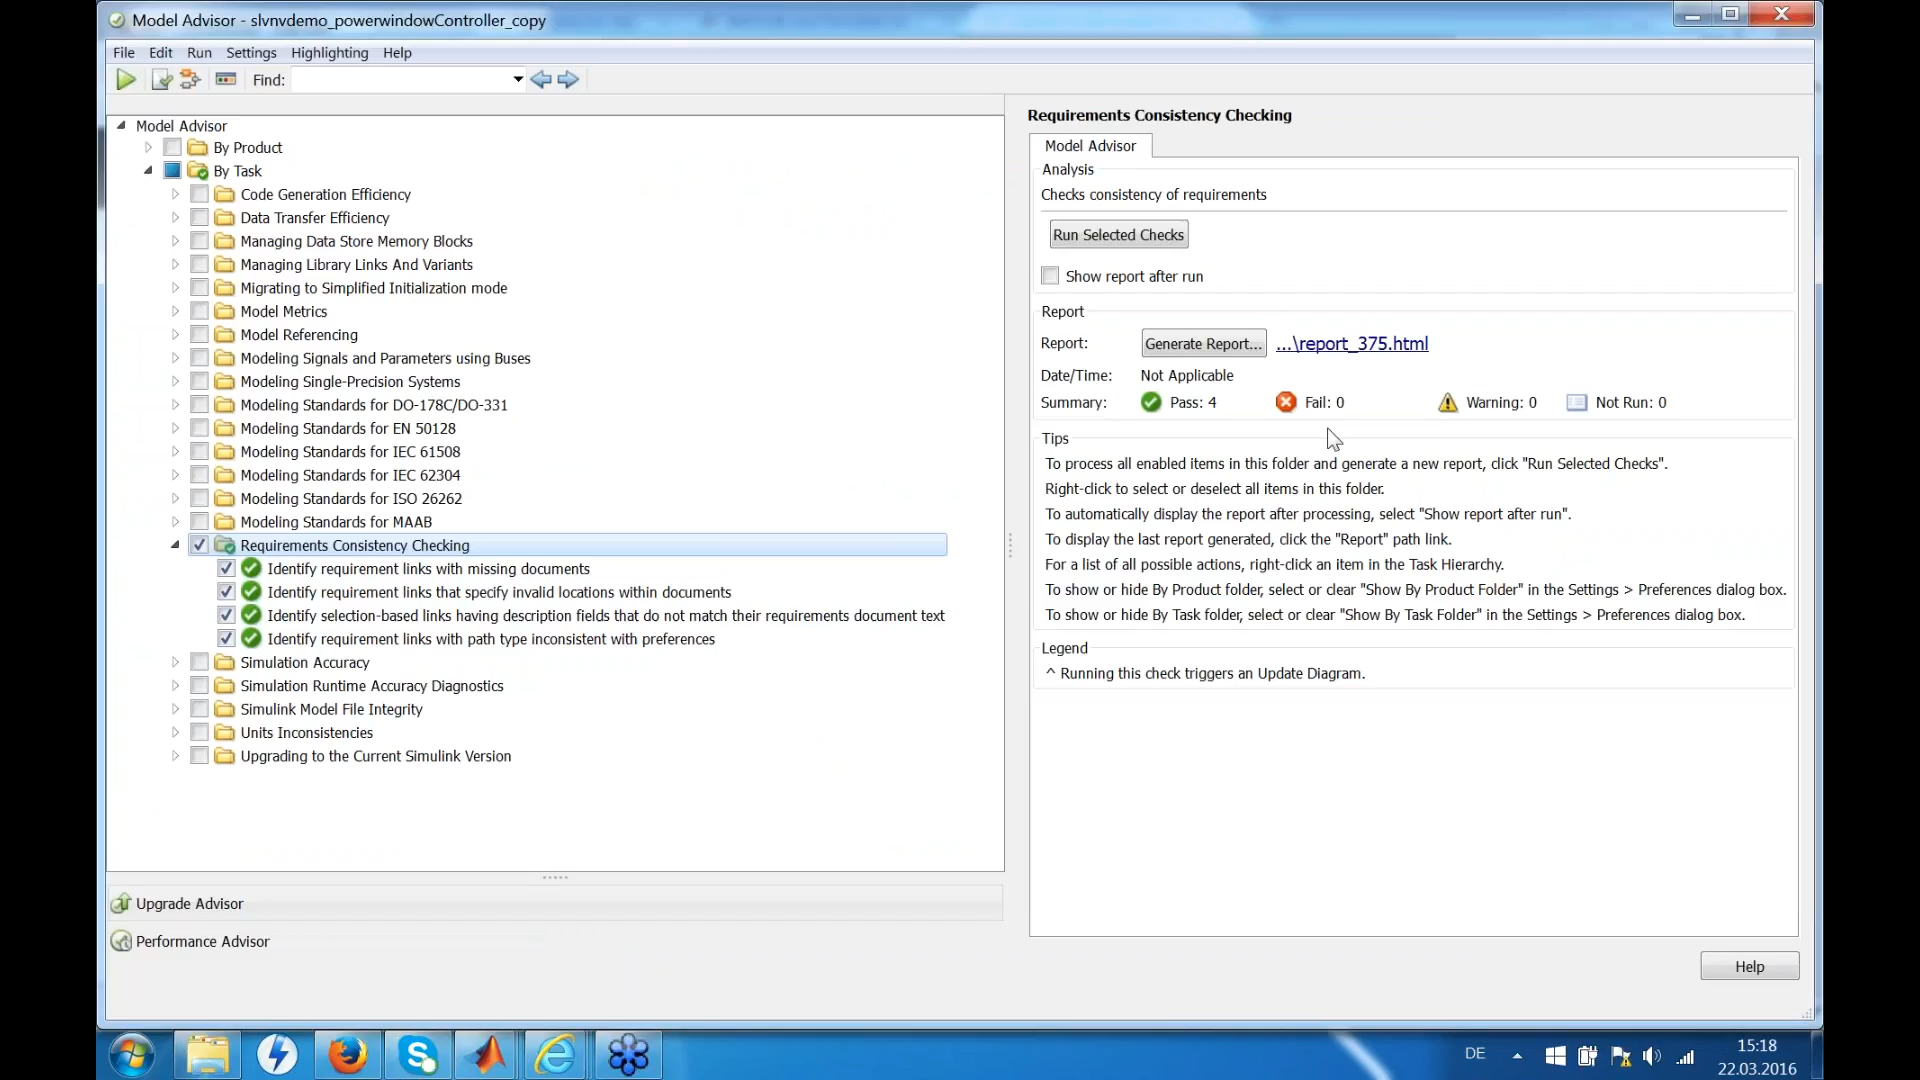 Model Advisor - slvnvdemo_powerwindowController_copy
File Edit Run Settings Highlighting Help
Find:
Model Advisor
By Product
By Task
Code Generation Efficiency
Data Transfer Efficiency
Managing Data Store Memory Blocks
Managing Library Links And Variants
Migrating to Simplified Initialization mode
Model Metrics
Model Referencing
Modeling Signals and Parameters using Buses
Modeling Single-Precision Systems
Modeling Standards for DO-178C/DO-331
Modeling Standards for EN 50128
Modeling Standards for IEC 61508
Modeling Standards for IEC 62304
Modeling Standards for ISO 26262
Modeling Standards for MAAB
Requirements Consistency Checking
Identify requirement links with missing documents
Identify requirement links that specify invalid locations within documents
Identify selection-based links having description fields that do not match their requirements document text
Identify requirement links with path type inconsistent with preferences
Simulation Accuracy
Simulation Runtime Accuracy Diagnostics
Simulink Model File Integrity
Units Inconsistencies
Upgrading to the Current Simulink Version
Upgrade Advisor
Performance Advisor
Requirements Consistency Checking
Model Advisor
Analysis
Checks consistency of requirements
Run Selected Checks
Show report after run
Report
Report: Generate Report... ...\report_375.html
Date/Time: Not Applicable
Summary: Pass: 4 Fail: 0 Warning: 0 Not Run: 0
Tips
To process all enabled items in this folder and generate a new report, click "Run Selected Checks".
Right-click to select or deselect all items in this folder.
To automatically display the report after processing, select "Show report after run".
To display the last report generated, click the "Report" path link.
For a list of all possible actions, right-click an item in the Task Hierarchy.
To show or hide By Product folder, select or clear "Show By Product Folder" in the Settings > Preferences dialog box.
To show or hide By Task folder, select or clear "Show By Task Folder" in the Settings > Preferences dialog box.
Legend
^ Running this check triggers an Update Diagram.
Help
DE
15:18
22.03.2016